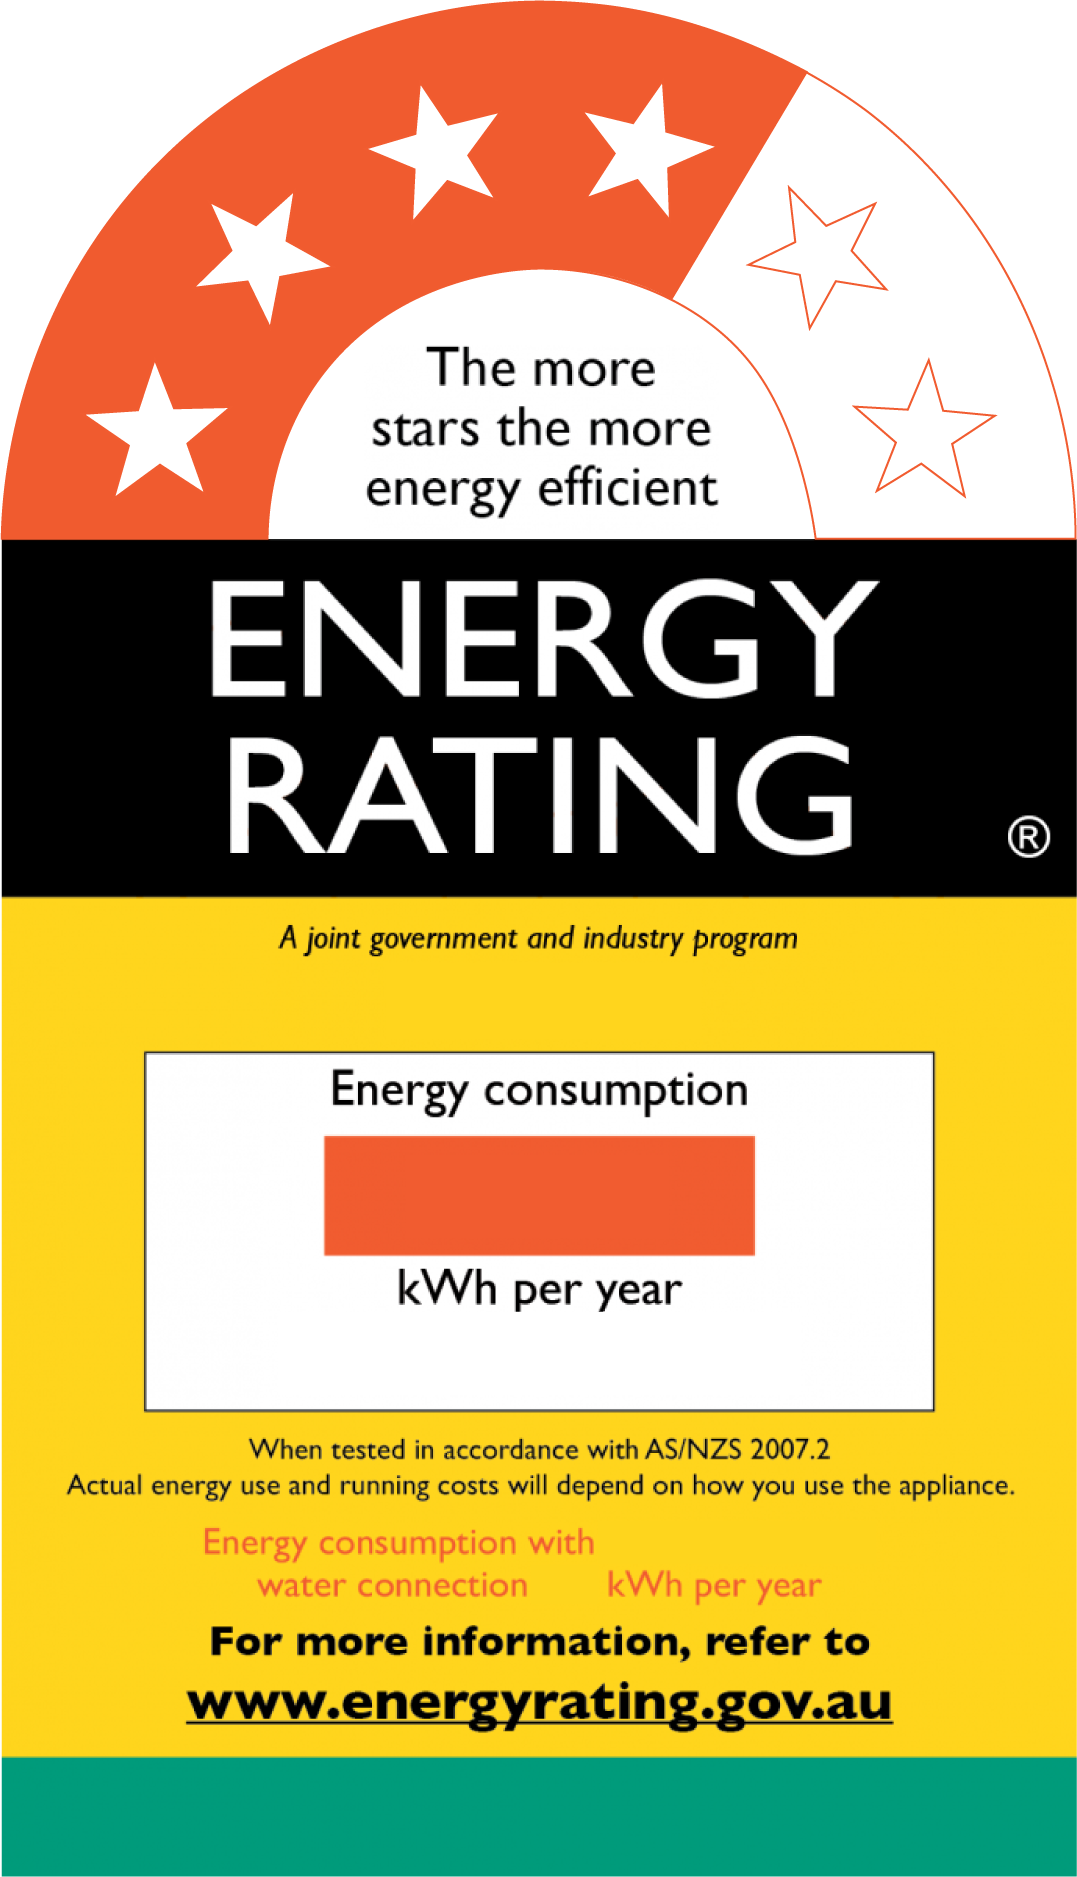 The more
stars the more
energy efficient
ENERGY
RATING
®
A joint government and industry program
Energy consumption
kWh per year
When tested in accordance with AS/NZS 2007.2
Actual energy use and running costs will depend on how you use the appliance.
Energy consumption with
water connection kWh per year
For more information, refer to
www.energyrating.gov.au